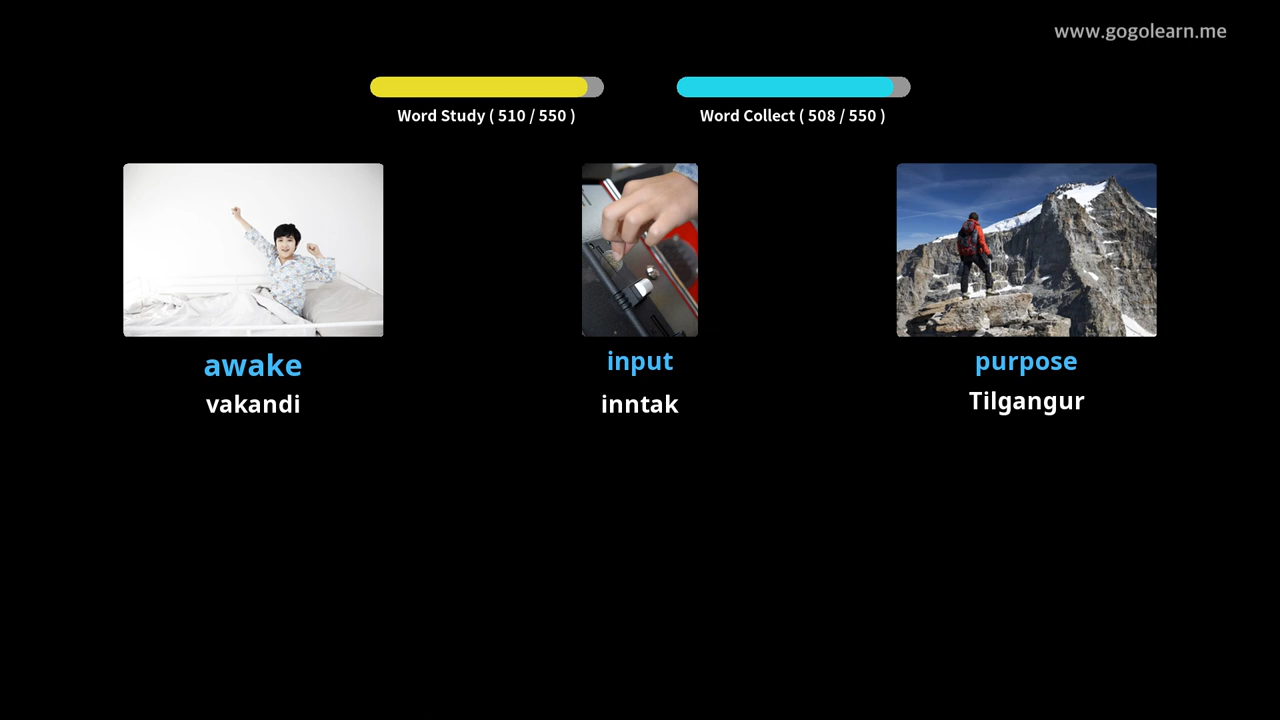 www.gogolearn.me
Word Study ( 510 / 550 )
Word Collect ( 508 / 550 )
awake
vakandi
input
inntak
purpose
Tilgangur